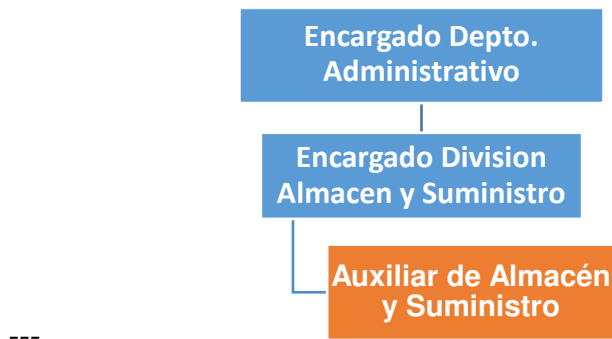 Encargado Depto.
Administrativo
Encargado Division
Almacen y Suministro
Auxiliar de Almacén
y Suministro
---